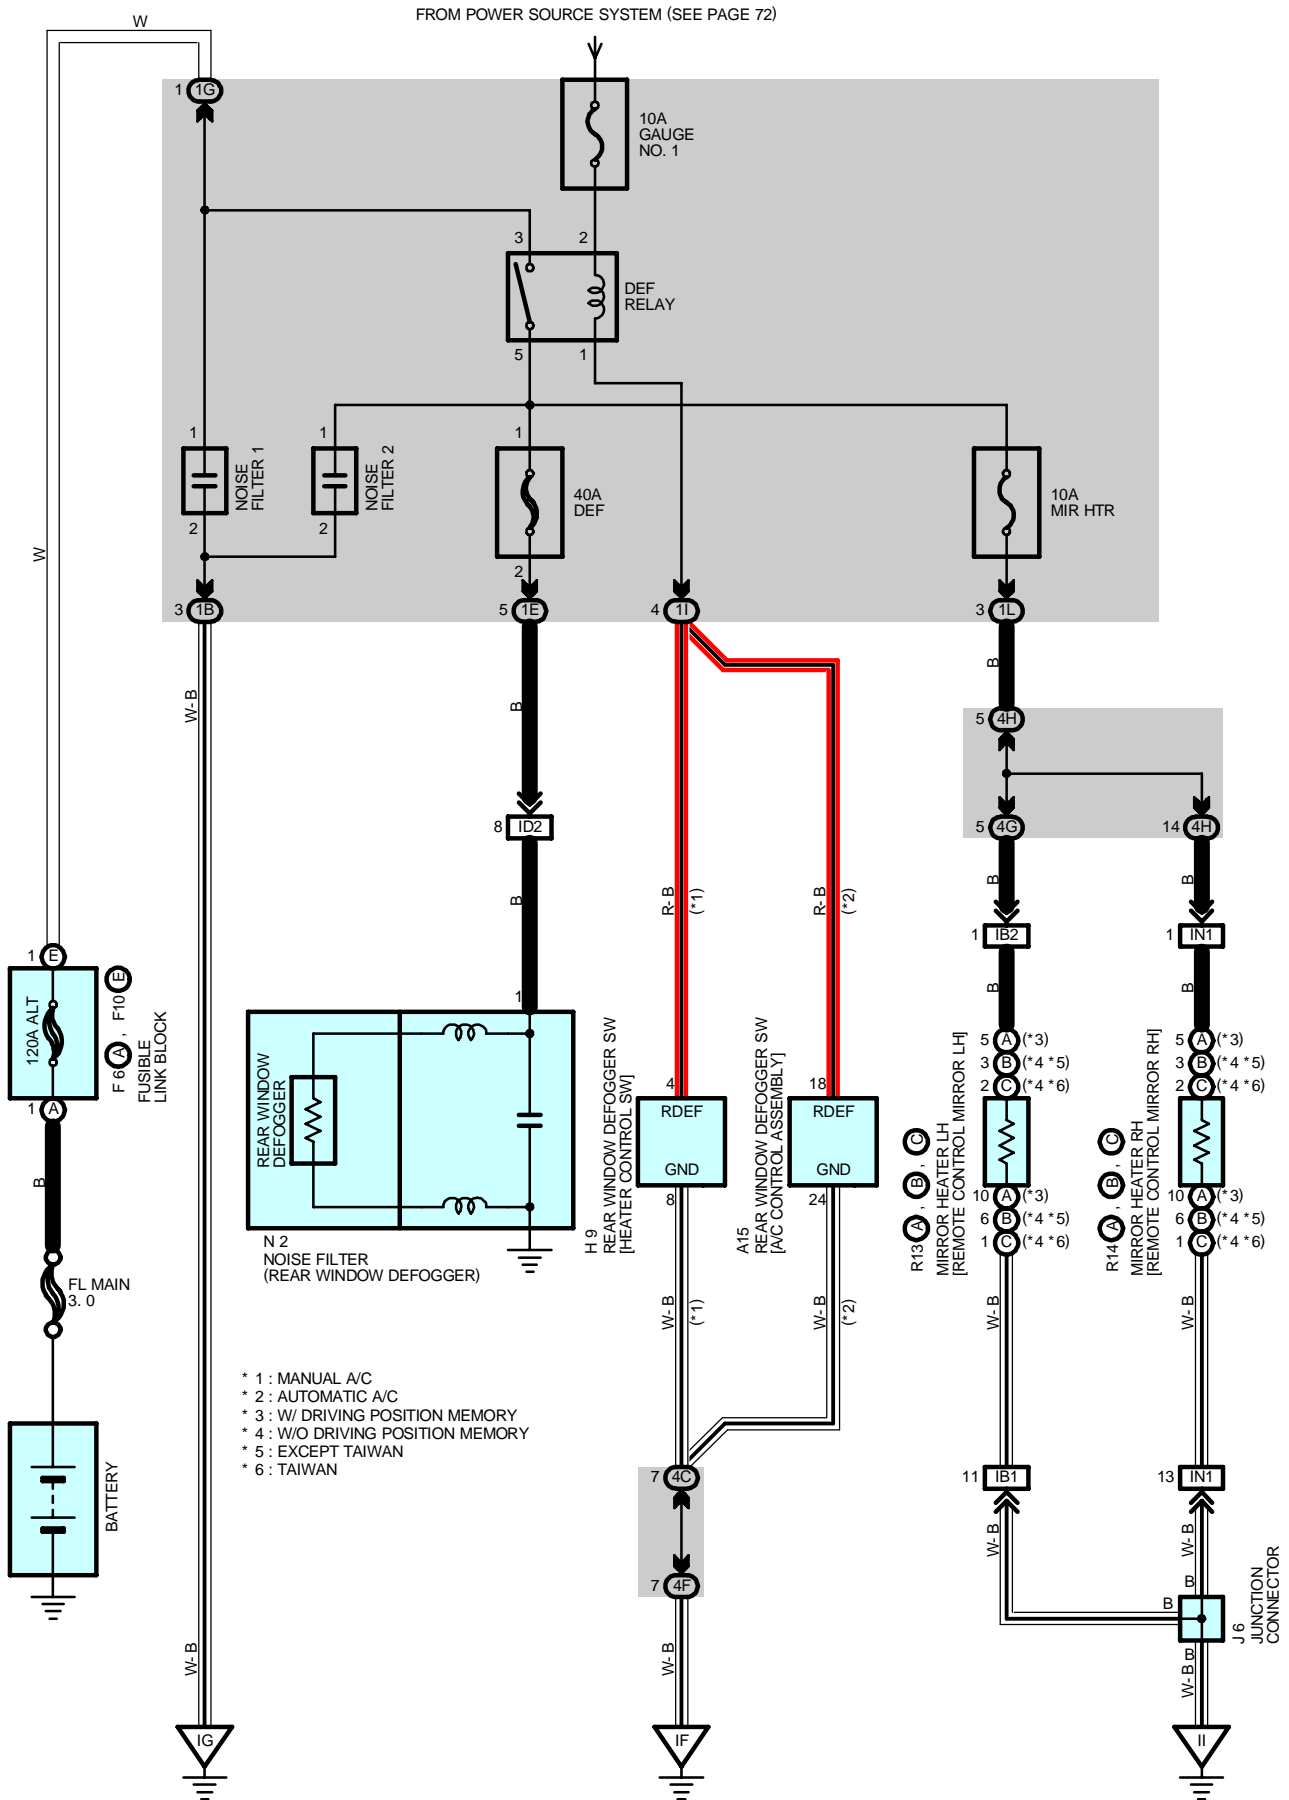 FROM POWER SOURCE SYSTEM (SEE PAGE 72)
W
1 1G
10A
GAUGE
NO. 1
3 2
DEF
RELAY
5 1
1
NOISE
FILTER 1
2
1
NOISE
FILTER 2
2
1
40A
DEF
2
10A
MIR HTR
W
3 1B
5 1E
4 1I
3 1L
W-B
B
B
5 4H
5 4G
14 4H
8 ID2
B
R-B
(*1)
R-B
(*2)
B
B
1 IB2
1 IN1
B
B
1 E
120A ALT
F 6 A , F10 E
FUSIBLE
LINK BLOCK
1 A
B
FL MAIN
3. 0
BATTERY
1
REAR WINDOW
DEFOGGER
N 2
NOISE FILTER
(REAR WINDOW DEFOGGER)
4
RDEF
GND
8
H 9
REAR WINDOW DEFOGGER SW
[HEATER CONTROL SW]
18
RDEF
GND
24
A15
REAR WINDOW DEFOGGER SW
[A/C CONTROL ASSEMBLY]
5 A (*3)
3 B (*4 *5)
2 C (*4 *6)
10 A (*3)
6 B (*4 *5)
1 C (*4 *6)
R13 A , B , C
MIRROR HEATER LH
[REMOTE CONTROL MIRROR LH]
5 A (*3)
3 B (*4 *5)
2 C (*4 *6)
10 A (*3)
6 B (*4 *5)
1 C (*4 *6)
R14 A , B , C
MIRROR HEATER RH
[REMOTE CONTROL MIRROR RH]
W-B
(*1)
W-B
(*2)
W-B
W-B
* 1 : MANUAL A/C
* 2 : AUTOMATIC A/C
* 3 : W/ DRIVING POSITION MEMORY
* 4 : W/O DRIVING POSITION MEMORY
* 5 : EXCEPT TAIWAN
* 6 : TAIWAN
7 4C
7 4F
11 IB1
13 IN1
W-B
W-B
B
B
B
J 6
JUNCTION
CONNECTOR
W-B
W-B
W-B
IG
IF
II